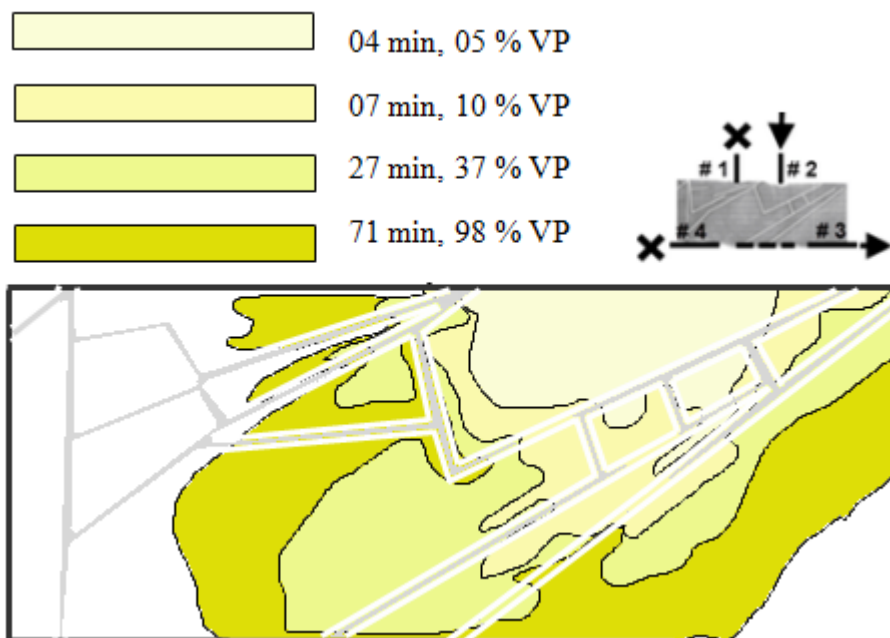 04 min, 05 % VP
07 min, 10 % VP
27 min, 37 % VP
71 min, 98 % VP
# 1 # 2
# 4 # 3